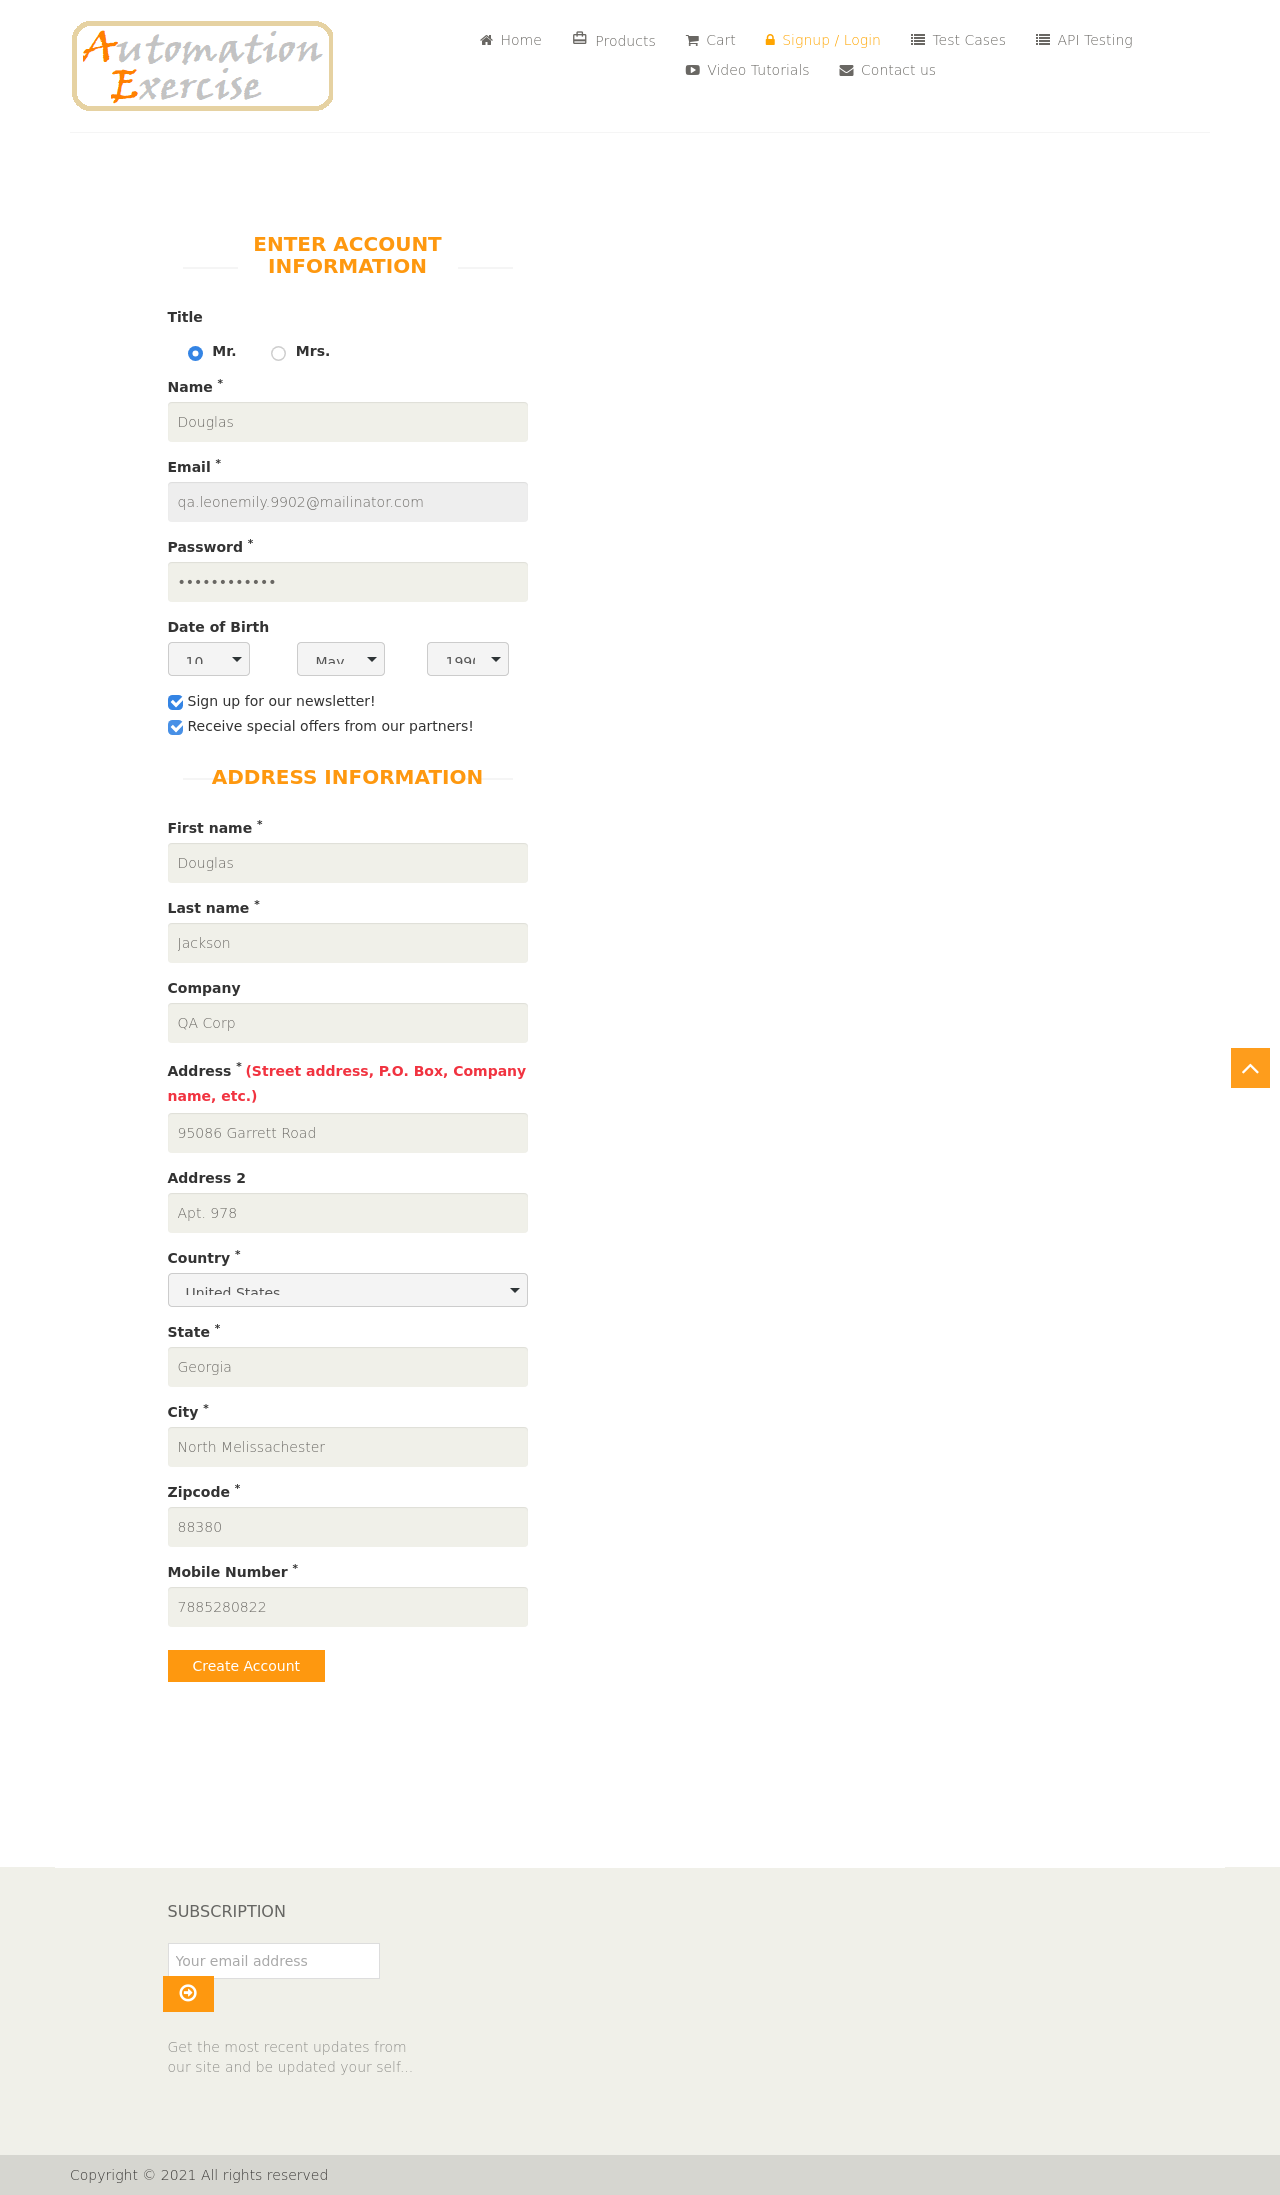 Automation
Exercise
Home
Products
Cart
Signup / Login
Test Cases
API Testing
Video Tutorials
Contact us
ENTER ACCOUNT
INFORMATION
Title
Mr.
Mrs.
Name *
Douglas
Email *
qa.leonemily.9902@mailinator.com
Password *
••••••••••••
Date of Birth
10
May
1990
Sign up for our newsletter!
Receive special offers from our partners!
ADDRESS INFORMATION
First name *
Douglas
Last name *
Jackson
Company
QA Corp
Address * (Street address, P.O. Box, Company
name, etc.)
95086 Garrett Road
Address 2
Apt. 978
Country *
United States
State *
Georgia
City *
North Melissachester
Zipcode *
88380
Mobile Number *
7885280822
Create Account
SUBSCRIPTION
Your email address
Get the most recent updates from
our site and be updated your self...
Copyright © 2021 All rights reserved